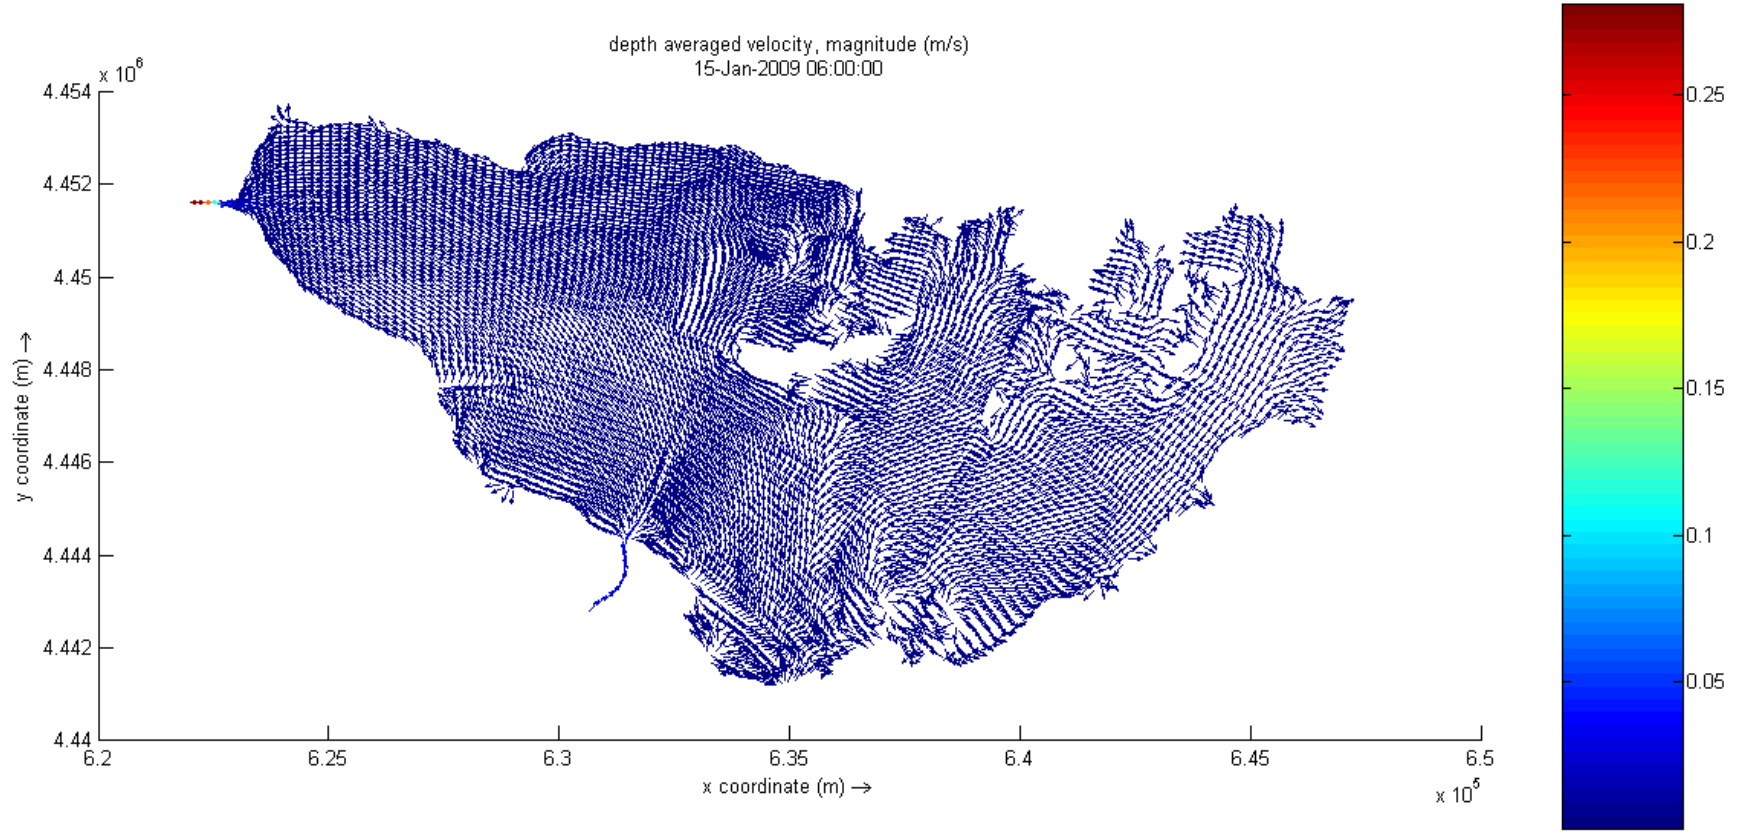 depth averaged velocity, magnitude (m/s)
15-Jan-2009 06:00:00
x 10^6
4.454
4.452
4.45
4.448
4.446
4.444
4.442
4.44
y coordinate (m) →
6.2 6.25 6.3 6.35 6.4 6.45 6.5
x coordinate (m) →
x 10^5
0.25
0.2
0.15
0.1
0.05